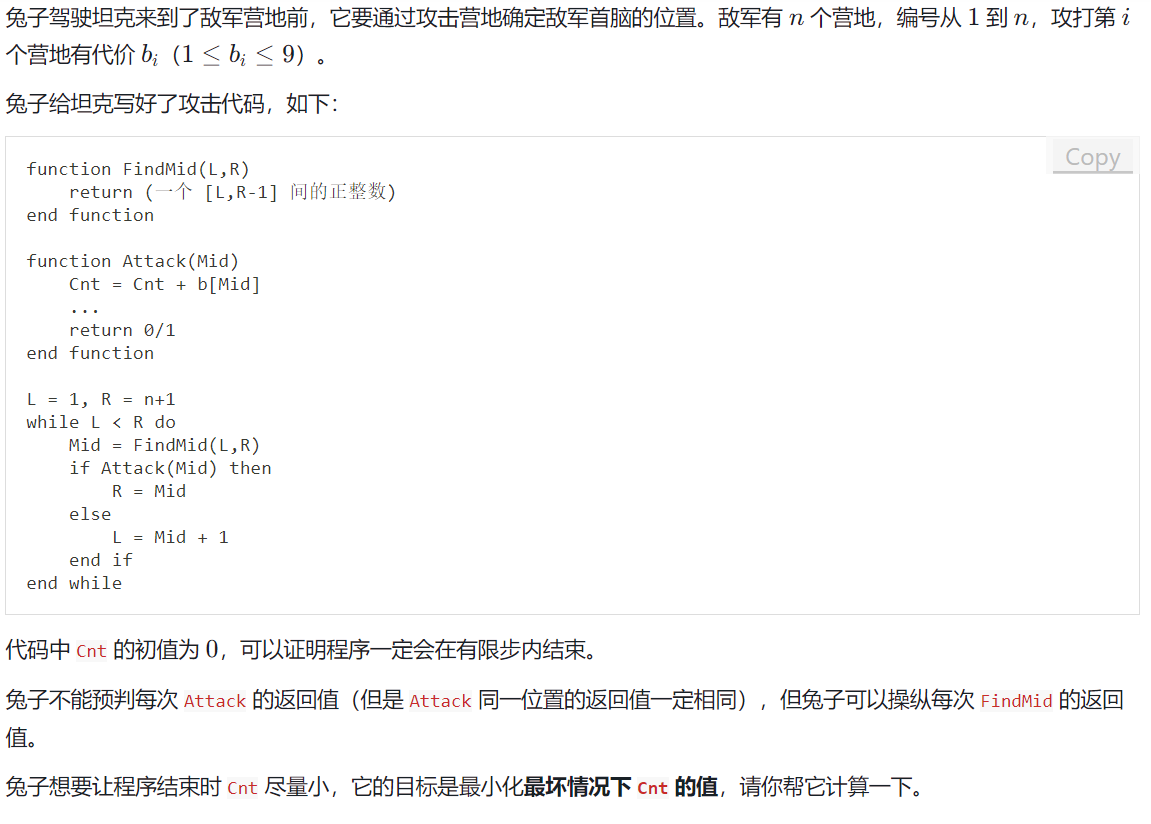 兔子驾驶坦克来到了敌军营地前，它要通过攻击营地确定敌军首脑的位置。敌军有 n 个营地，编号从 1 到 n，攻打第 i
个营地有代价 b_i（1 ≤ b_i ≤ 9）。
兔子给坦克写好了攻击代码，如下：
Copy
function FindMid(L,R)
    return (一个 [L,R-1] 间的正整数)
end function

function Attack(Mid)
    Cnt = Cnt + b[Mid]
    ...
    return 0/1
end function

L = 1, R = n+1
while L < R do
    Mid = FindMid(L,R)
    if Attack(Mid) then
        R = Mid
    else
        L = Mid + 1
    end if
end while
代码中 Cnt 的初值为 0，可以证明程序一定会在有限步内结束。
兔子不能预判每次 Attack 的返回值（但是 Attack 同一位置的返回值一定相同），但兔子可以操纵每次 FindMid 的返回
值。
兔子想要让程序结束时 Cnt 尽量小，它的目标是最小化最坏情况下 Cnt 的值，请你帮它计算一下。